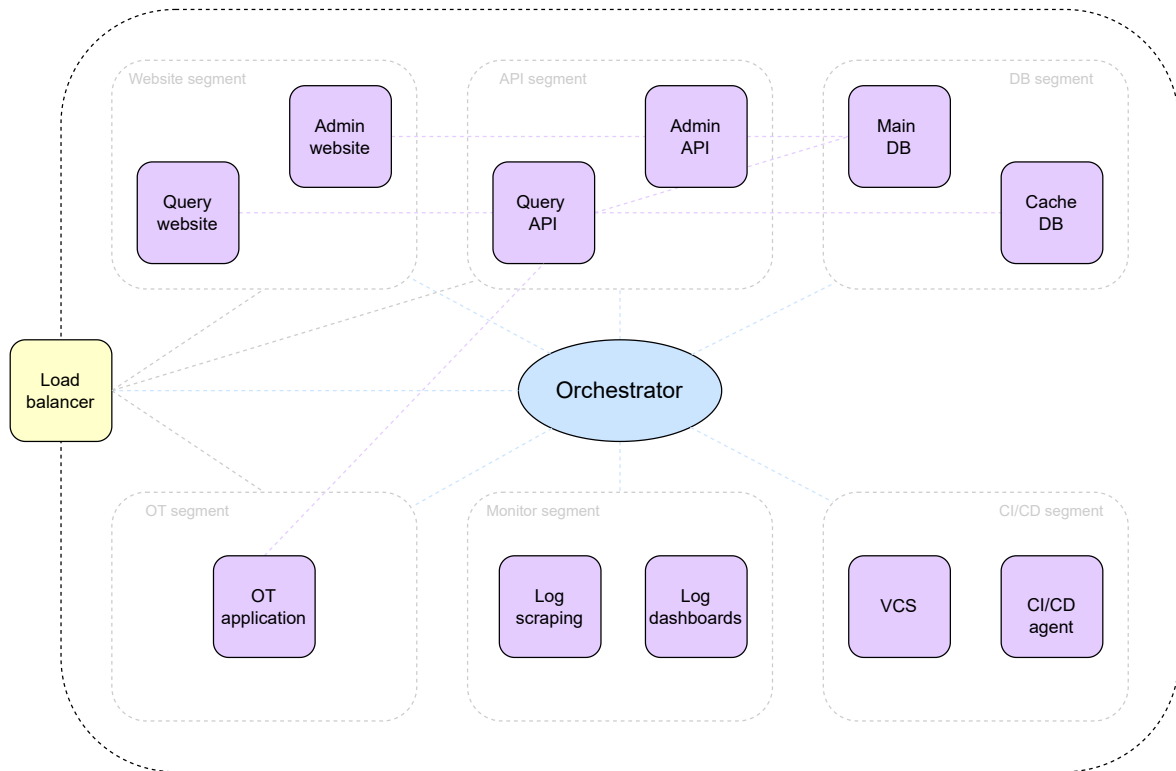 Website segment
API segment
DB segment
Admin
website
Admin
API
Main
DB
Query
website
Query
API
Cache
DB
Load
balancer
Orchestrator
OT segment
Monitor segment
CI/CD segment
OT
application
Log
scraping
Log
dashboards
VCS
CI/CD
agent